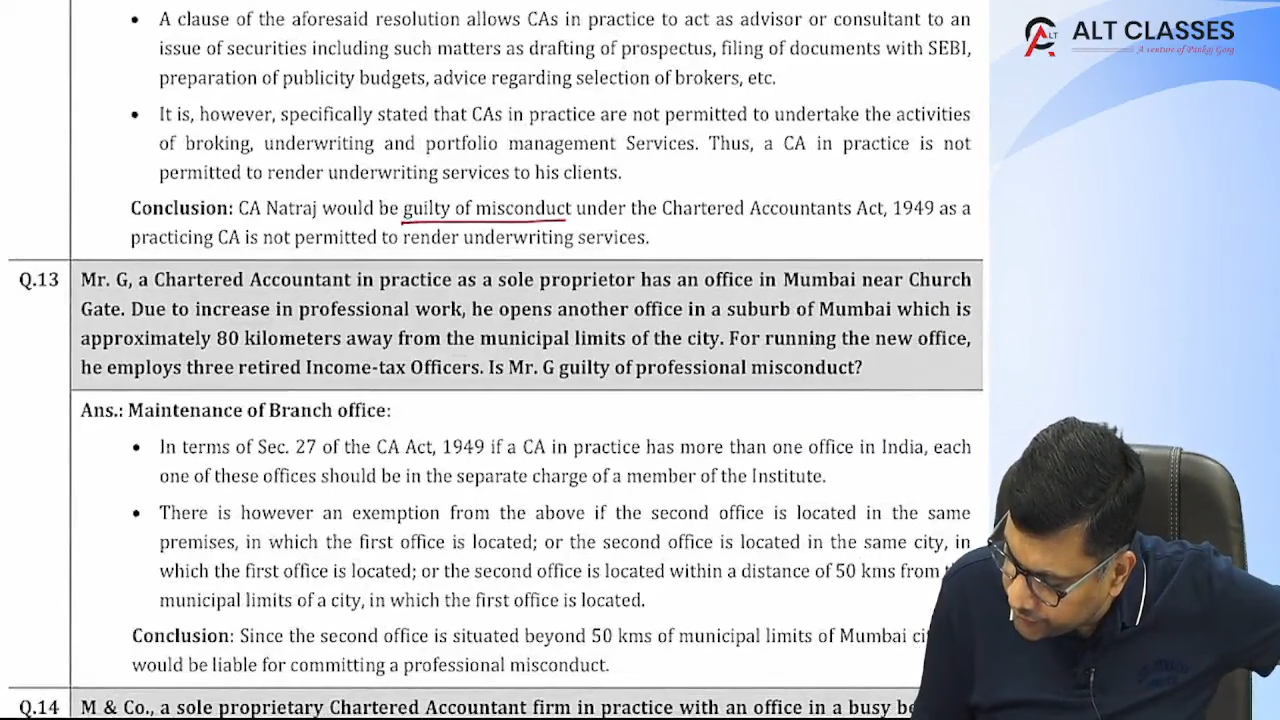 • A clause of the aforesaid resolution allows CAs in practice to act as advisor or consultant to an
issue of securities including such matters as drafting of prospectus, filing of documents with SEBI,
preparation of publicity budgets, advice regarding selection of brokers, etc.
• It is, however, specifically stated that CAs in practice are not permitted to undertake the activities
of broking, underwriting and portfolio management Services. Thus, a CA in practice is not
permitted to render underwriting services to his clients.
Conclusion: CA Natraj would be guilty of misconduct under the Chartered Accountants Act, 1949 as a
practicing CA is not permitted to render underwriting services.
Q.13 Mr. G, a Chartered Accountant in practice as a sole proprietor has an office in Mumbai near Church
Gate. Due to increase in professional work, he opens another office in a suburb of Mumbai which is
approximately 80 kilometers away from the municipal limits of the city. For running the new office,
he employs three retired Income-tax Officers. Is Mr. G guilty of professional misconduct?
Ans.: Maintenance of Branch office:
• In terms of Sec. 27 of the CA Act, 1949 if a CA in practice has more than one office in India, each
one of these offices should be in the separate charge of a member of the Institute.
• There is however an exemption from the above if the second office is located in the same
premises, in which the first office is located; or the second office is located in the same city, in
which the first office is located; or the second office is located within a distance of 50 kms from
municipal limits of a city, in which the first office is located.
Conclusion: Since the second office is situated beyond 50 kms of municipal limits of Mumbai
would be liable for committing a professional misconduct.
Q.14 M & Co., a sole proprietary Chartered Accountant firm in practice with an office in a busy
ALT
ALT CLASSES
A venture of Pankaj Garg